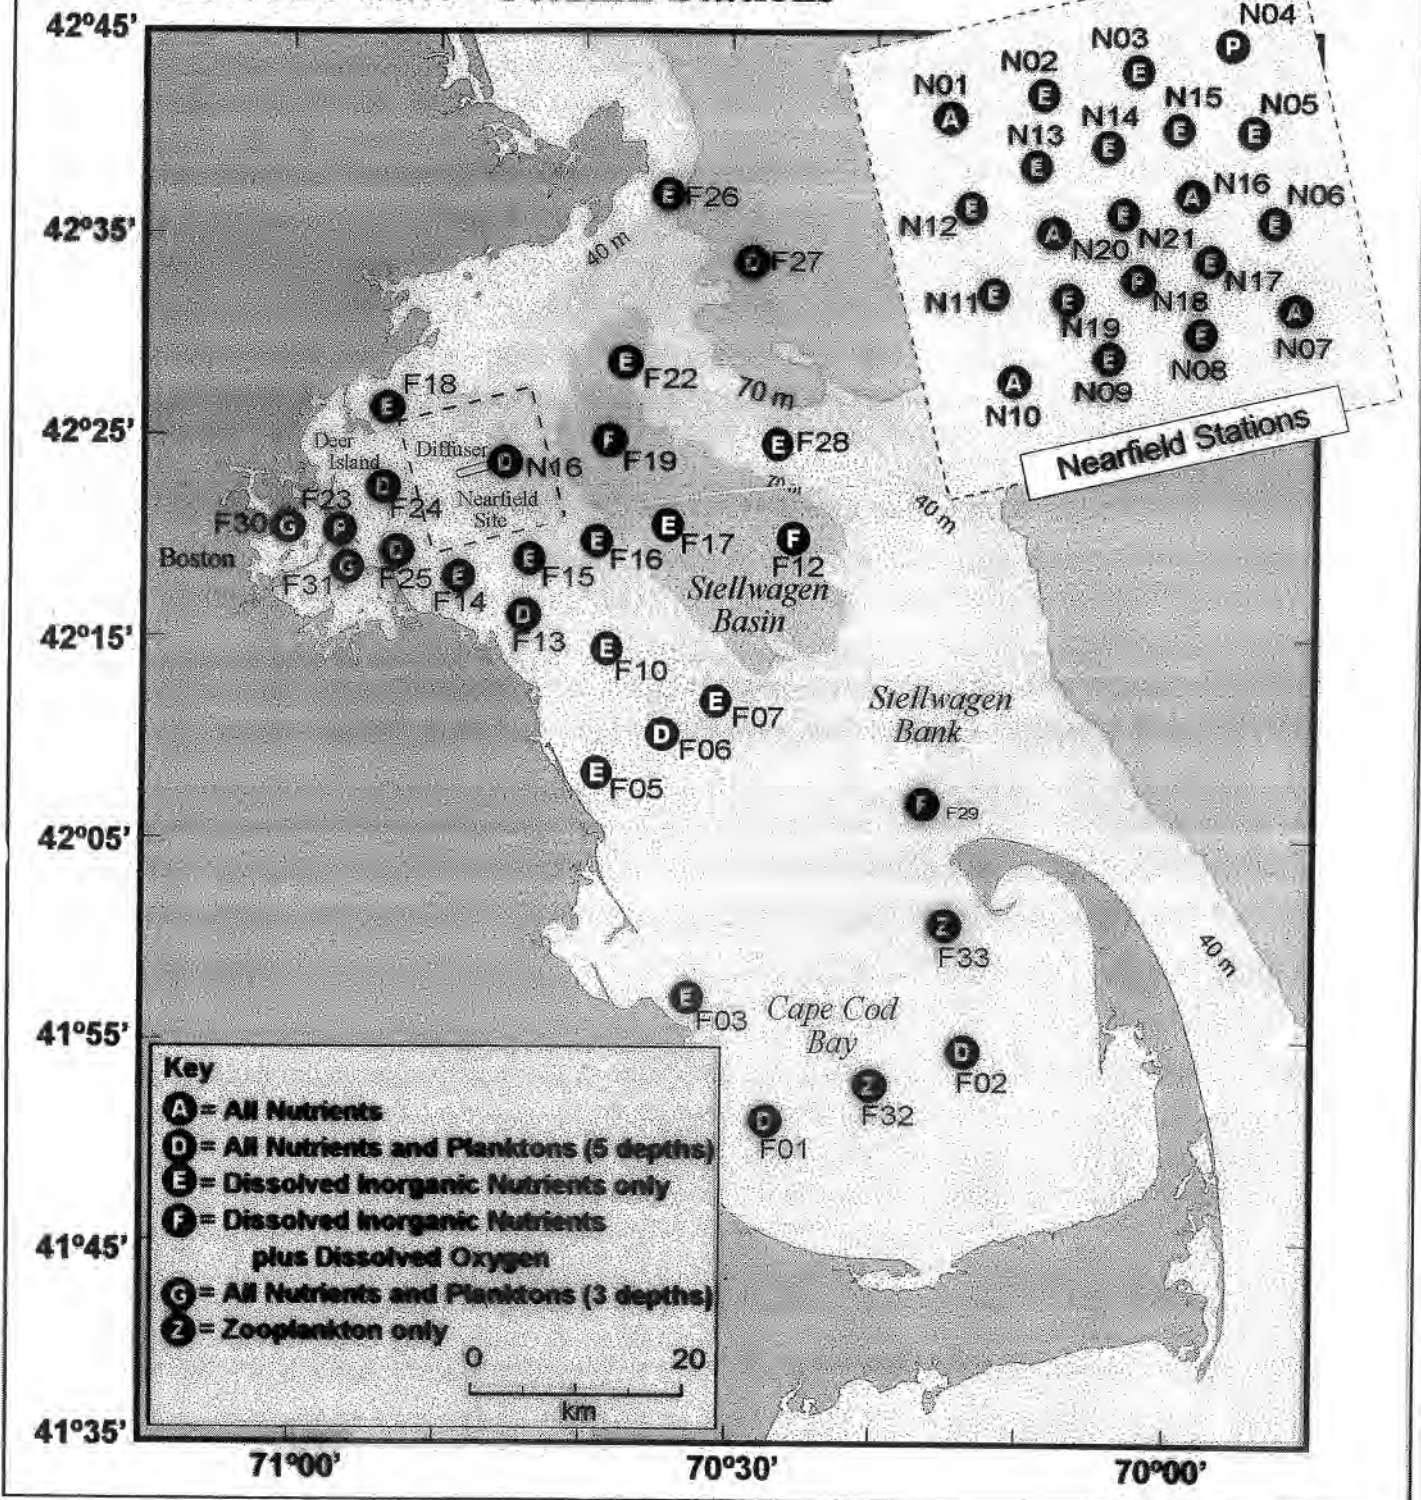 Stations
42°45'
42°35'
42°25'
42°15'
42°05'
41°55'
41°45'
41°35'
71°00'
70°30'
70°00'
N04
P
N03
E
N02
E
N01
A
N15
E
N05
E
N14
E
N13
E
N16
A
N06
E
N12
E
A
N20
E
N21
E
N17
N11
E
E
N19
P
N18
A
N07
E
N08
E
N09
A
N10
Nearfield Stations
E F26
40 m
D F27
E F22
70 m
F18
E
F F19
E F28
Deer
Island
Diffuser
D N16
Nearfield
Site
D
F24
F23
P
F30 G
Boston
F31 G
D
F25
E
F14
E F15
E F16
E F17
F
F12
40 m
Stellwagen
Basin
D
F13
E F10
E F07
D F06
E F05
Stellwagen
Bank
F F29
Z
F33
40 m
E
F03
Cape Cod
Bay
D
F02
Z
F32
D
F01
Key
A = All Nutrients
D = All Nutrients and Planktons (5 depths)
E = Dissolved Inorganic Nutrients only
F = Dissolved Inorganic Nutrients
plus Dissolved Oxygen
G = All Nutrients and Planktons (3 depths)
Z = Zooplankton only
0 20
km